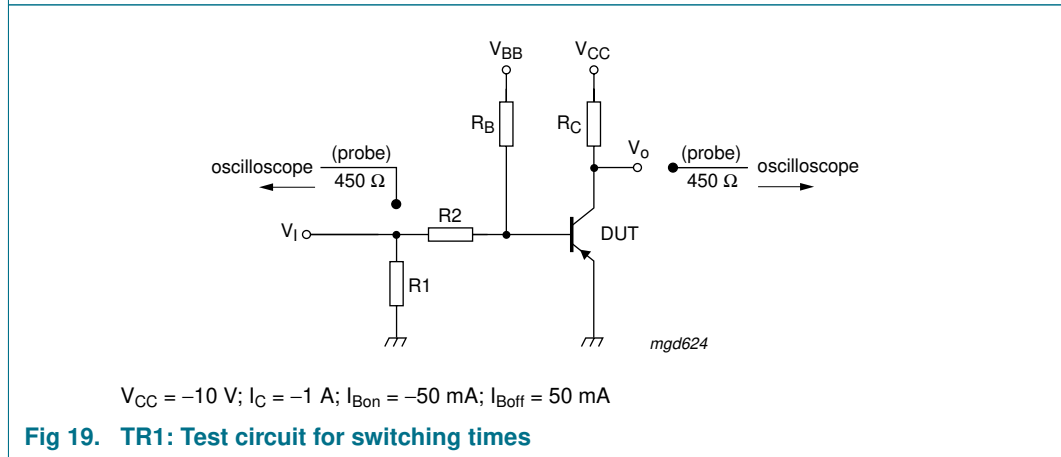 VBB
VCC
RB
RC
(probe)
oscilloscope
450 Ω
Vo
(probe)
oscilloscope
450 Ω
R2
VI
DUT
R1
mgd624
VCC = −10 V; IC = −1 A; IBon = −50 mA; IBoff = 50 mA
Fig 19. TR1: Test circuit for switching times